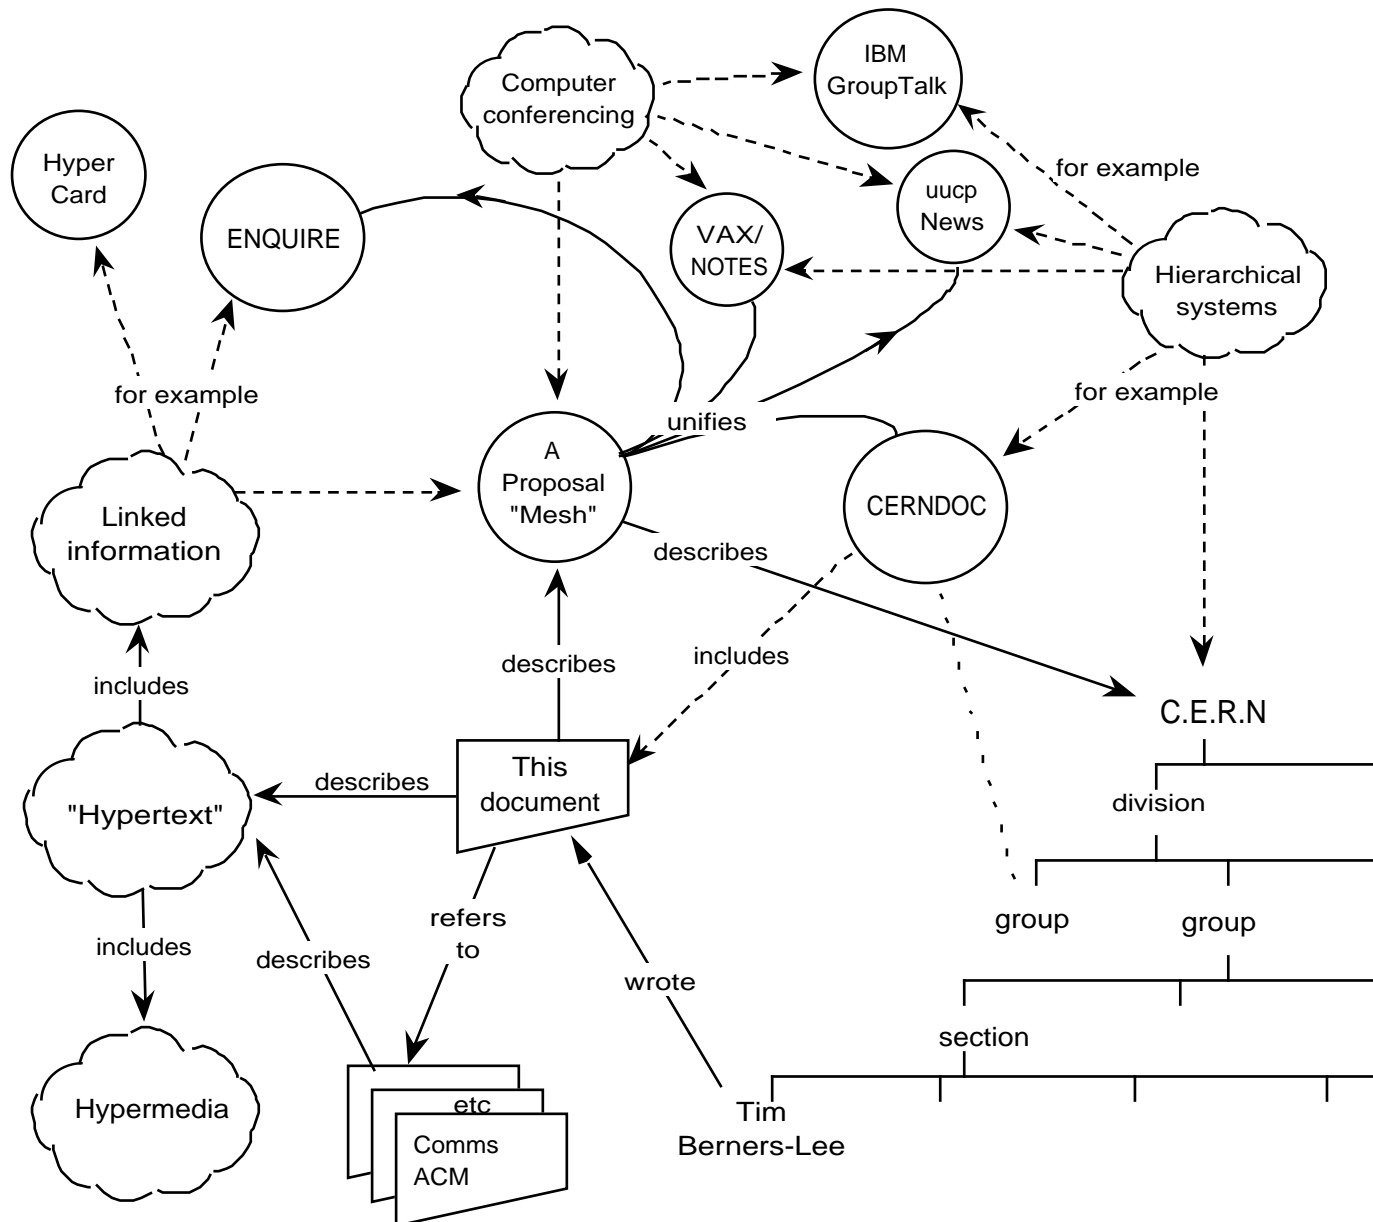 IBM
GroupTalk
Computer
conferencing
Hyper
Card
for example
uucp
News
ENQUIRE
VAX/
NOTES
Hierarchical
systems
for example
for example
unifies
A
Proposal
"Mesh"
CERNDOC
Linked
information
describes
describes
includes
includes
C.E.R.N
This
document
describes
"Hypertext"
division
refers
to
group
group
includes
describes
wrote
section
Hypermedia
etc
Comms
ACM
Tim
Berners-Lee